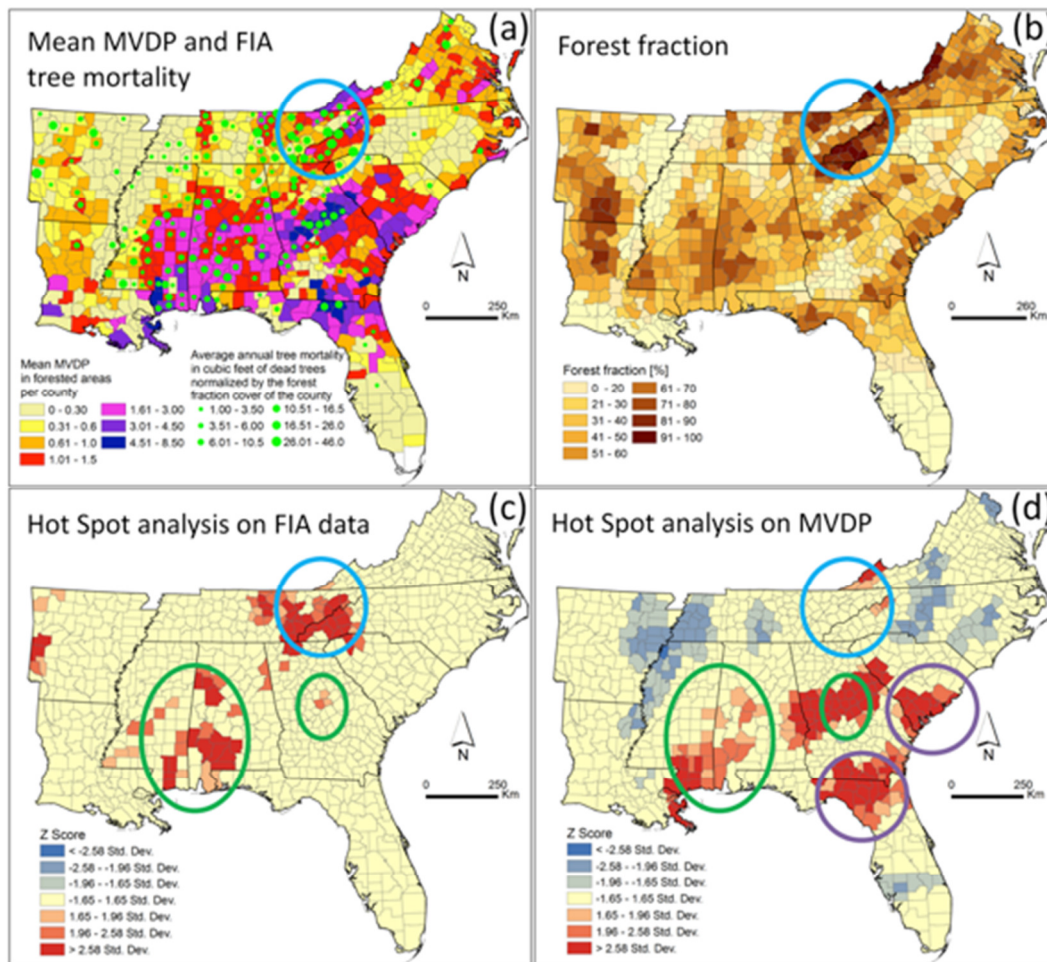 Mean MVDP and FIA
tree mortality
(a)
N
0 250
Km
Mean MVDP
in forested areas
per county
0 - 0.30
0.31 - 0.6
0.61 - 1.0
1.01 - 1.5
1.61 - 3.00
3.01 - 4.50
4.51 - 8.50
Average annual tree mortality
in cubic feet of dead trees
normalized by the forest
fraction cover of the county
1.00 - 3.50
3.51 - 6.00
6.01 - 10.5
10.51 - 16.5
16.51 - 26.0
26.01 - 46.0
Forest fraction
(b)
N
0 260
Km
Forest fraction [%]
0 - 20
21 - 30
31 - 40
41 - 50
51 - 60
61 - 70
71 - 80
81 - 90
91 - 100
Hot Spot analysis on FIA data
(c)
N
0 250
Km
Z Score
< -2.58 Std. Dev.
-2.58 - -1.96 Std. Dev.
-1.96 - -1.65 Std. Dev.
-1.65 - 1.65 Std. Dev.
1.65 - 1.96 Std. Dev.
1.96 - 2.58 Std. Dev.
> 2.58 Std. Dev.
Hot Spot analysis on MVDP
(d)
N
0 250
Km
Z Score
< -2.58 Std. Dev.
-2.58 - -1.96 Std. Dev.
-1.96 - -1.65 Std. Dev.
-1.65 - 1.65 Std. Dev.
1.65 - 1.96 Std. Dev.
1.96 - 2.58 Std. Dev.
> 2.58 Std. Dev.